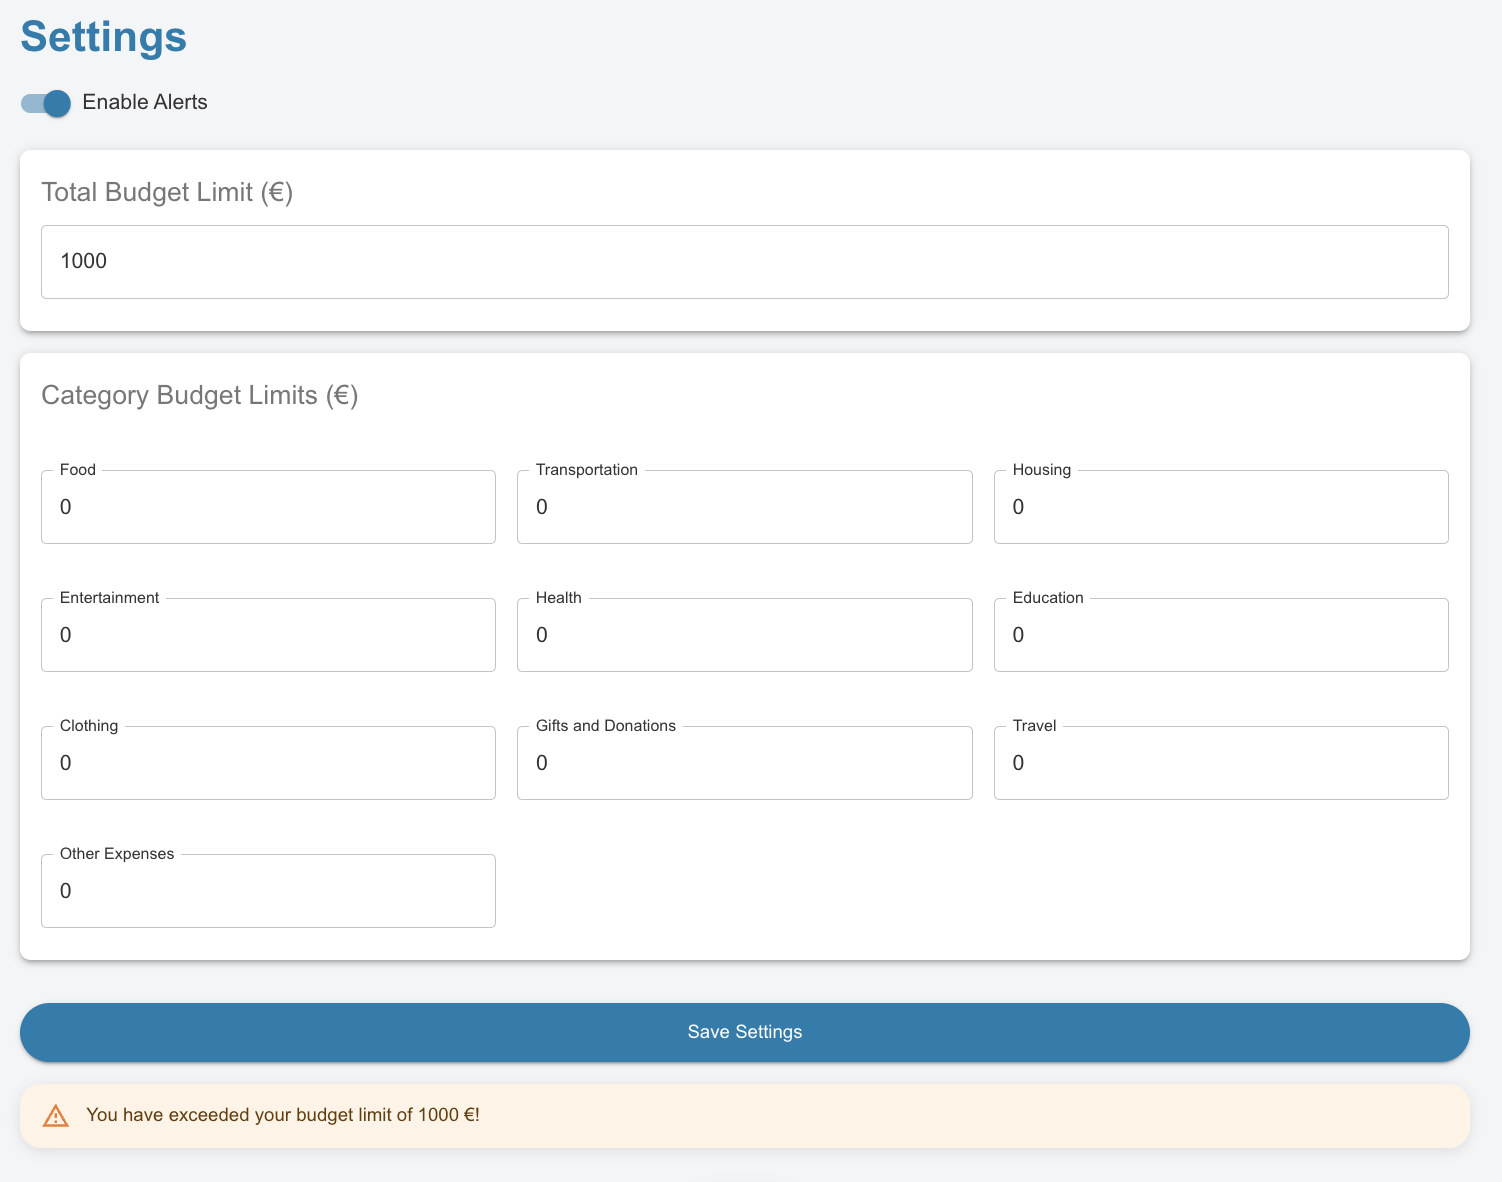 Settings
Enable Alerts
Total Budget Limit (€)
1000
Category Budget Limits (€)
Food
0
Transportation
0
Housing
0
Entertainment
0
Health
0
Education
0
Clothing
0
Gifts and Donations
0
Travel
0
Other Expenses
0
Save Settings
You have exceeded your budget limit of 1000 €!